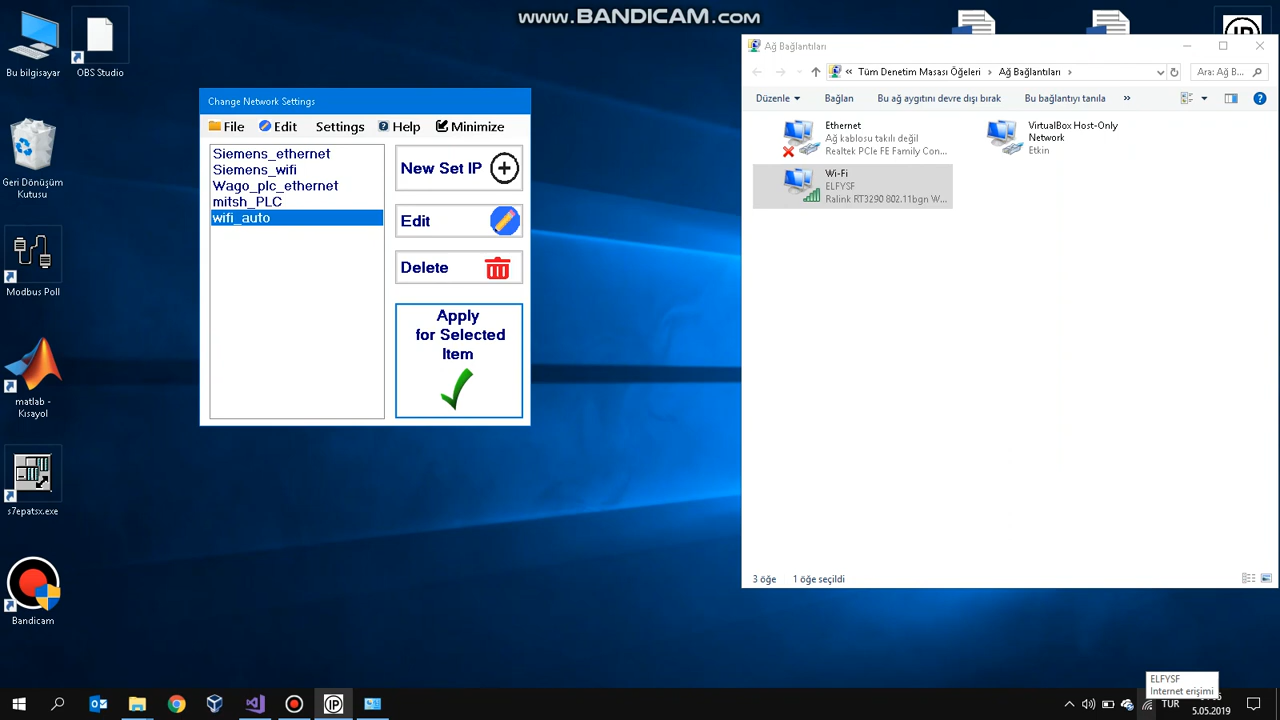 www.BANDICAM.com
Bu bilgisayar
OBS Studio
Geri Dönüşüm
Kutusu
Modbus Poll
matlab -
Kısayol
s7epatsx.exe
Bandicam
Change Network Settings
File
Edit
Settings
Help
Minimize
Siemens_ethernet
Siemens_wifi
Wago_plc_ethernet
mitsh_PLC
wifi_auto
New Set IP
Edit
Delete
Apply
for Selected
Item
Ağ Bağlantıları
« Tüm Denetim Masası Öğeleri › Ağ Bağlantıları ›
Ara: Ağ B...
Düzenle
Bağlan
Bu ağ aygıtını devre dışı bırak
Bu bağlantıyı tanıla
»
Ethernet
Ağ kablosu takılı değil
Realtek PCIe FE Family Con...
VirtualBox Host-Only
Network
Etkin
Wi-Fi
ELFYSF
Ralink RT3290 802.11bgn W...
3 öğe
1 öğe seçildi
ELFYSF
Internet erişimi
IP
TUR
5.05.2019